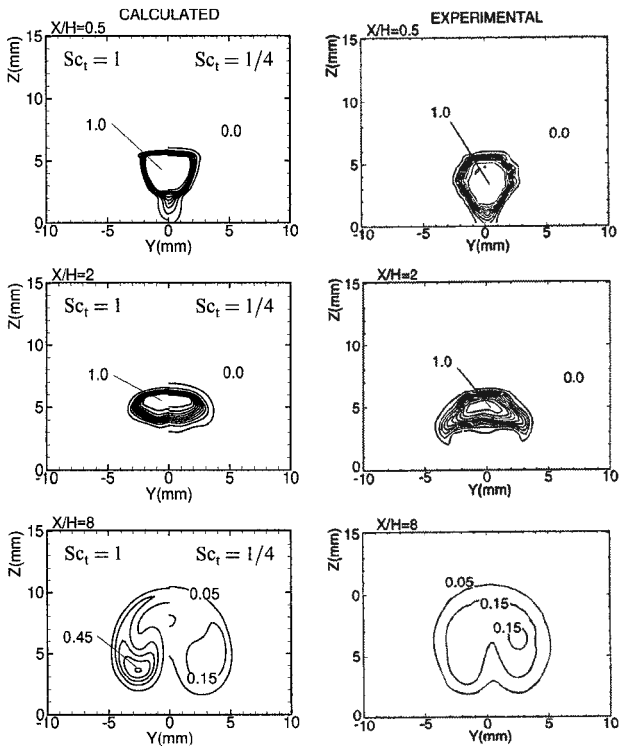 CALCULATED
EXPERIMENTAL
X/H=0.5
Sc_t = 1
Sc_t = 1/4
1.0
0.0
Z(mm)
15
10
5
0
-10
-5
0
5
10
Y(mm)
X/H=0.5
1.0
0.0
Z(mm)
15
10
5
0
-10
-5
0
5
10
Y(mm)
X/H=2
Sc_t = 1
Sc_t = 1/4
1.0
0.0
Z(mm)
15
10
5
0
-10
-5
0
5
10
Y(mm)
X/H=2
1.0
0.0
Z(mm)
15
10
5
0
-10
-5
0
5
10
Y(mm)
X/H=8
Sc_t = 1
Sc_t = 1/4
0.05
0.45
0.15
Z(mm)
15
10
5
0
-10
-5
0
5
10
Y(mm)
X/H=8
0.05
0.15
0.15
Z(mm)
15
0
5
0
-10
-5
0
5
10
Y(mm)